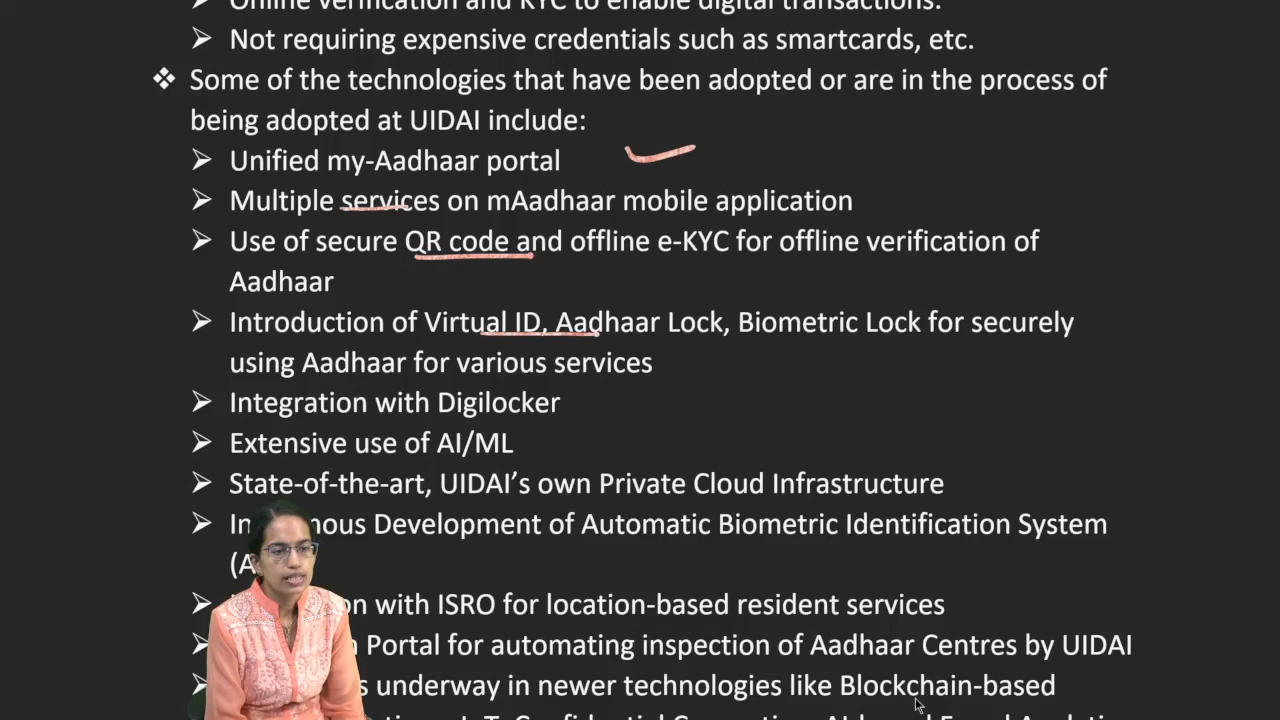 Online verification and KYC to enable digital transactions.
Not requiring expensive credentials such as smartcards, etc.
Some of the technologies that have been adopted or are in the process of
being adopted at UIDAI include:
Unified my-Aadhaar portal
Multiple services on mAadhaar mobile application
Use of secure QR code and offline e-KYC for offline verification of
Aadhaar
Introduction of Virtual ID, Aadhaar Lock, Biometric Lock for securely
using Aadhaar for various services
Integration with Digilocker
Extensive use of AI/ML
State-of-the-art, UIDAI’s own Private Cloud Infrastructure
Development of Automatic Biometric Identification System
with ISRO for location-based resident services
Portal for automating inspection of Aadhaar Centres by UIDAI
underway in newer technologies like Blockchain-based